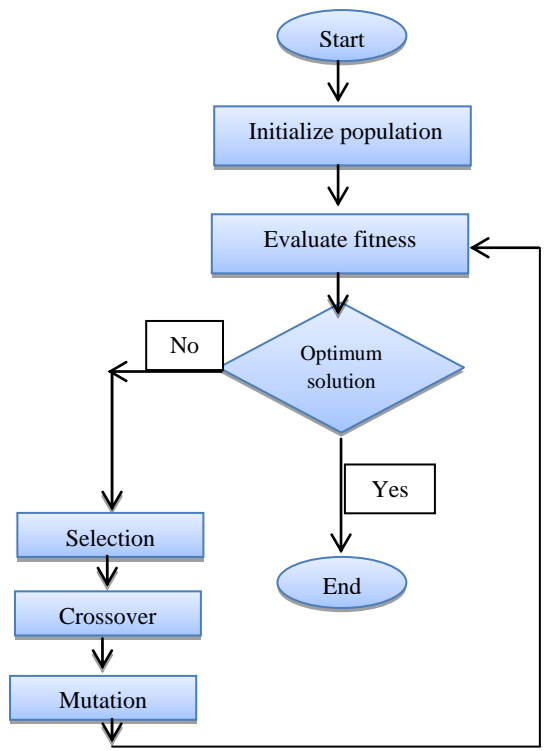 Start
Initialize population
Evaluate fitness
No
Optimum
solution
Yes
Selection
End
Crossover
Mutation